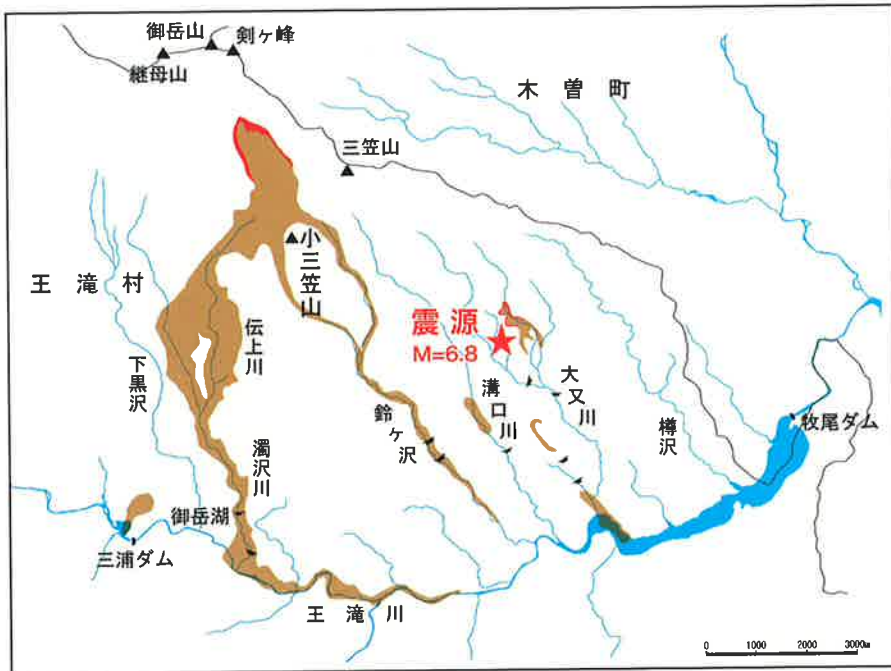 御岳山
剣ヶ峰
継母山
木曽町
三笠山
小三笠山
王滝村
震源
M=6.8
伝上川
下黒沢
溝口川
大又川
鈴ヶ沢
樽沢
牧尾ダム
濁沢川
御岳湖
三浦ダム
王滝川
0 1000 2000 3000m